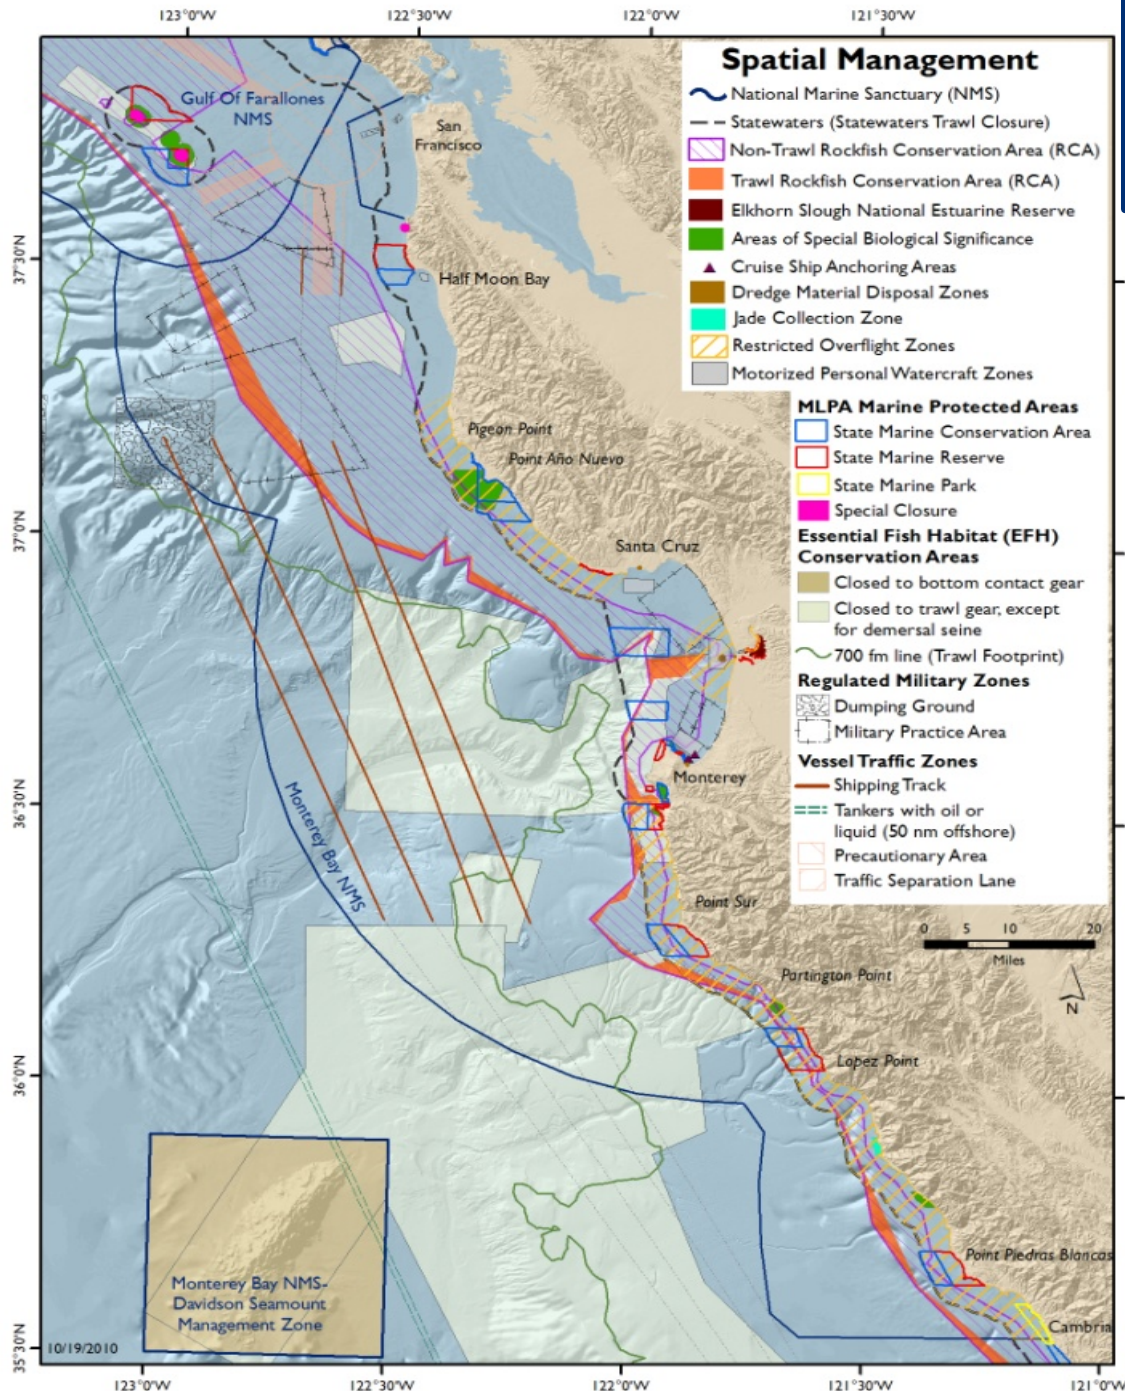 123°0'W 122°30'W 122°0'W 121°30'W
Spatial Management
National Marine Sanctuary (NMS)
Statewaters (Statewaters Trawl Closure)
Non-Trawl Rockfish Conservation Area (RCA)
Trawl Rockfish Conservation Area (RCA)
Elkhorn Slough National Estuarine Reserve
Areas of Special Biological Significance
Cruise Ship Anchoring Areas
Dredge Material Disposal Zones
Jade Collection Zone
Restricted Overflight Zones
Motorized Personal Watercraft Zones
MLPA Marine Protected Areas
State Marine Conservation Area
State Marine Reserve
State Marine Park
Special Closure
Essential Fish Habitat (EFH)
Conservation Areas
Closed to bottom contact gear
Closed to trawl gear, except
for demersal seine
700 fm line (Trawl Footprint)
Regulated Military Zones
Dumping Ground
Military Practice Area
Vessel Traffic Zones
Shipping Track
Tankers with oil or
liquid (50 nm offshore)
Precautionary Area
Traffic Separation Lane
0 5 10 20
Miles
N
Gulf Of Farallones
NMS
San
Francisco
37°30'N
Half Moon Bay
Pigeon Point
Point Año Nuevo
37°0'N
Santa Cruz
Monterey
36°30'N
Monterey Bay NMS
Point Sur
Partington Point
Lopez Point
36°0'N
Point Piedras Blancas
Monterey Bay NMS-
Davidson Seamount
Management Zone
Cambria
10/19/2010
35°30'N
123°0'W 122°30'W 122°0'W 121°30'W 121°0'W